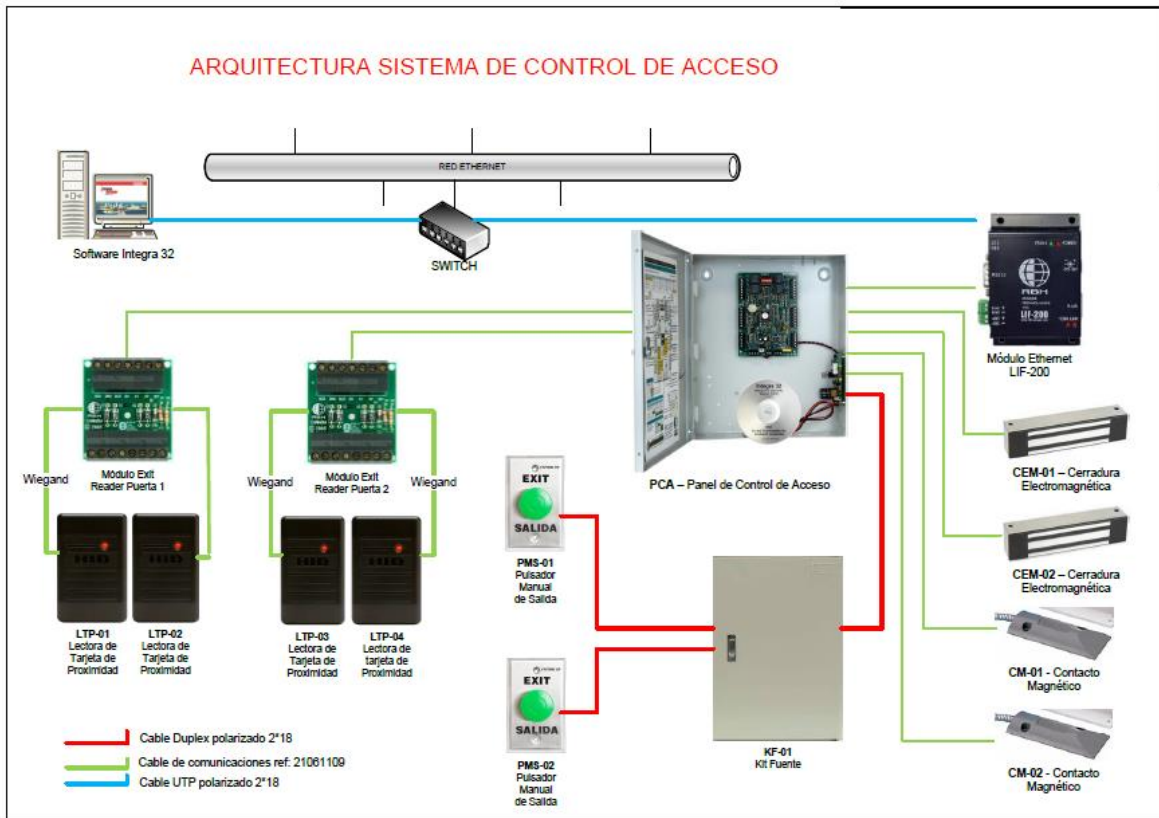 ARQUITECTURA SISTEMA DE CONTROL DE ACCESO
RED ETHERNET
Software Integra 32
SWITCH
RBH
LIF-200
Módulo Ethernet
LIF-200
Wiegand
Módulo Exit
Reader Puerta 1
Wiegand
Wiegand
Módulo Exit
Reader Puerta 2
Wiegand
PCA – Panel de Control de Acceso
CEM-01 – Cerradura
Electromagnética
CEM-02 – Cerradura
Electromagnética
EXIT
SALIDA
PMS-01
Pulsador
Manual
de Salida
LTP-01
Lectora de
Tarjeta de
Proximidad
LTP-02
Lectora de
Tarjeta de
Proximidad
LTP-03
Lectora de
Tarjeta de
Proximidad
LTP-04
Lectora de
tarjeta de
Proximidad
CM-01 - Contacto
Magnético
EXIT
SALIDA
PMS-02
Pulsador
Manual
de Salida
KF-01
Kit Fuente
CM-02 - Contacto
Magnético
Cable Duplex polarizado 2*18
Cable de comunicaciones ref: 21061109
Cable UTP polarizado 2*18